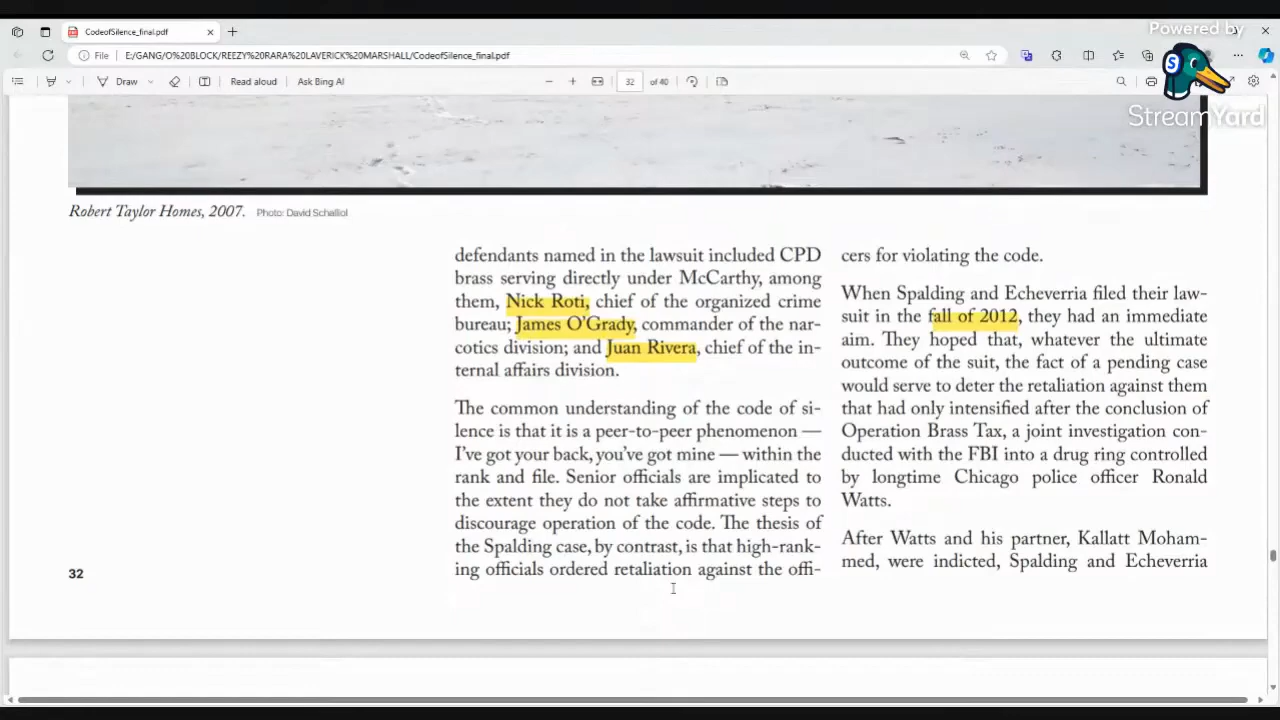 CodeofSilence_final.pdf
Powered by
File E:/GANG/O%20BLOCK/REEZY%20RARA%20LAVERICK%20MARSHALL/CodeofSilence_final.pdf
Draw Read aloud Ask Bing AI 32 of 40
S
StreamYard
Robert Taylor Homes, 2007. Photo: David Schalliol
defendants named in the lawsuit included CPD
brass serving directly under McCarthy, among
them, Nick Roti, chief of the organized crime
bureau; James O'Grady, commander of the nar-
cotics division; and Juan Rivera, chief of the in-
ternal affairs division.
The common understanding of the code of si-
lence is that it is a peer-to-peer phenomenon —
I've got your back, you've got mine — within the
rank and file. Senior officials are implicated to
the extent they do not take affirmative steps to
discourage operation of the code. The thesis of
the Spalding case, by contrast, is that high-rank-
ing officials ordered retaliation against the offi-
cers for violating the code.
When Spalding and Echeverria filed their law-
suit in the fall of 2012, they had an immediate
aim. They hoped that, whatever the ultimate
outcome of the suit, the fact of a pending case
would serve to deter the retaliation against them
that had only intensified after the conclusion of
Operation Brass Tax, a joint investigation con-
ducted with the FBI into a drug ring controlled
by longtime Chicago police officer Ronald
Watts.
After Watts and his partner, Kallatt Moham-
med, were indicted, Spalding and Echeverria
32